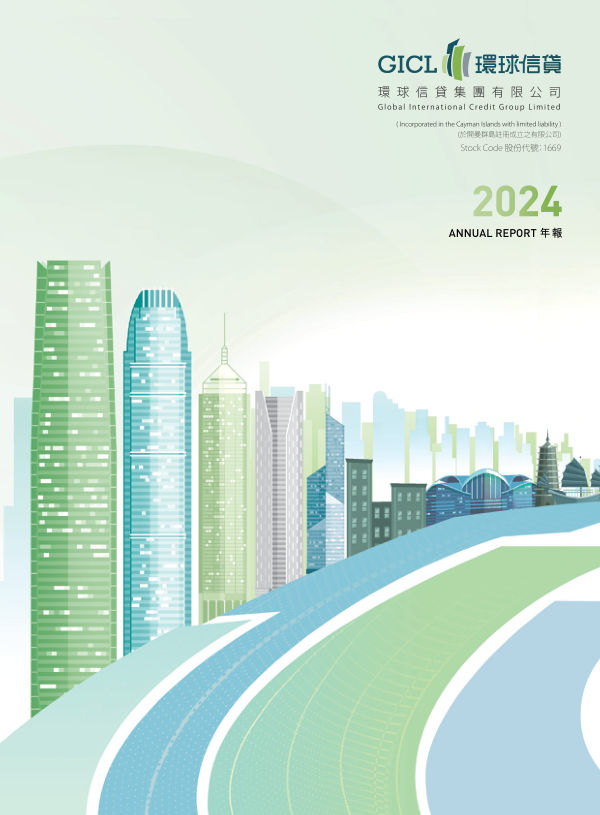 GICL 環球信貸
環球信貸集團有限公司
Global International Credit Group Limited
( Incorporated in the Cayman Islands with limited liability )
(於開曼群島註冊成立之有限公司)
Stock Code 股份代號: 1669
2024
ANNUAL REPORT 年報